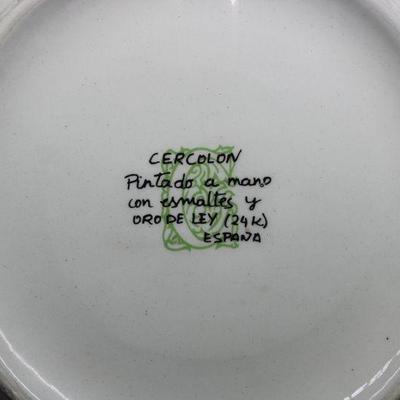 CERCOLON
Pintado a mano
con esmaltes y
ORO DE LEY (24K)
ESPAÑA